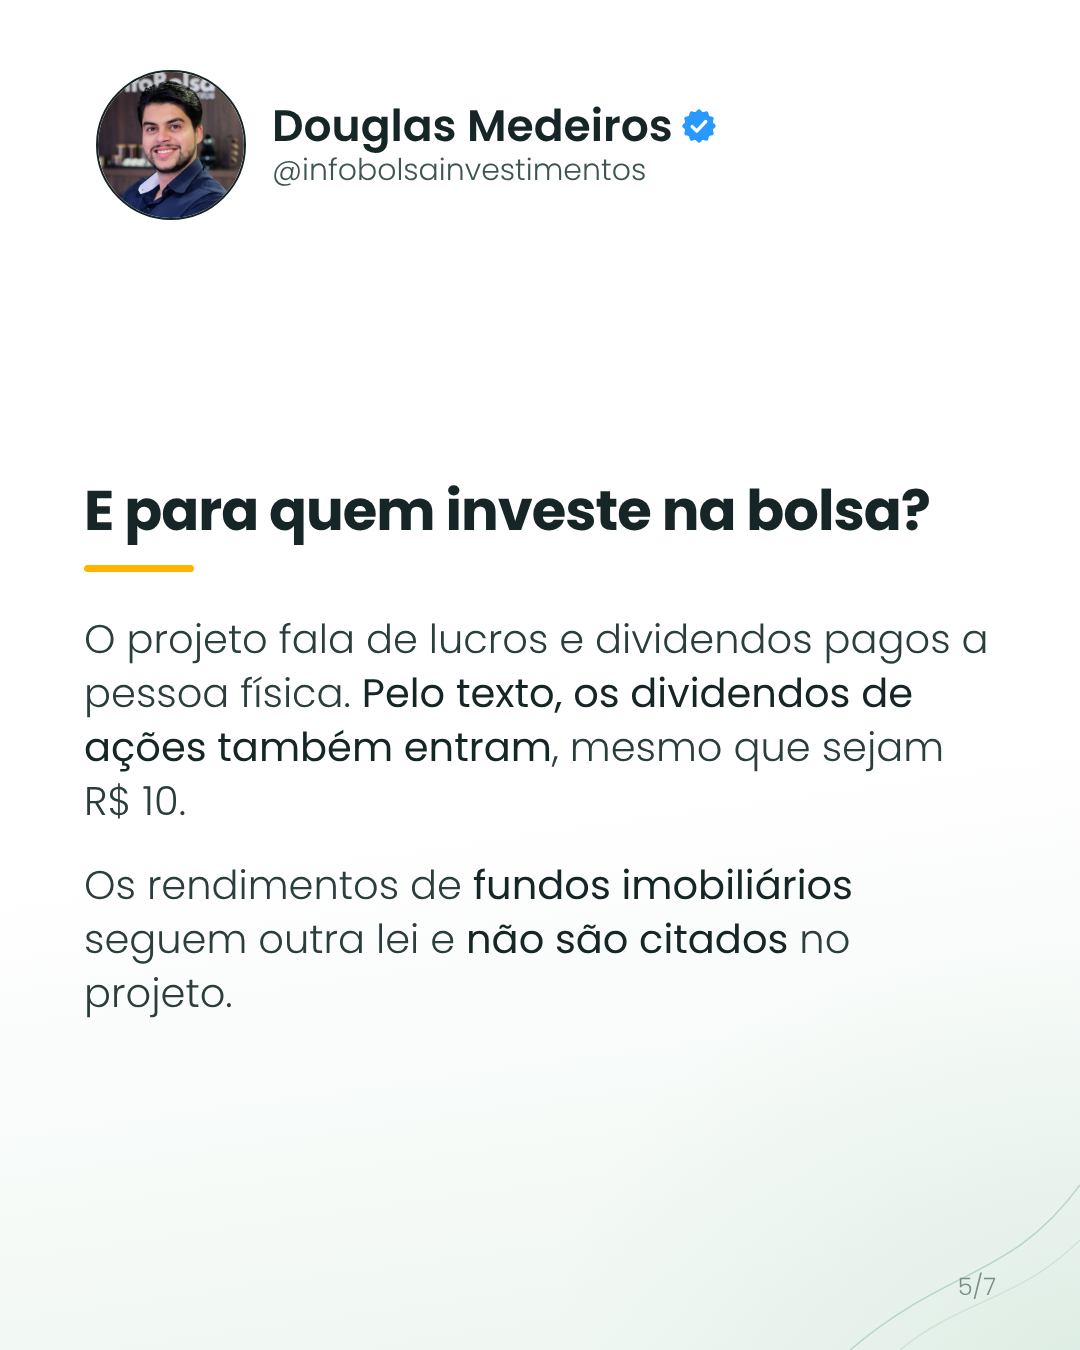 Douglas Medeiros
@infobolsainvestimentos
E para quem investe na bolsa?
O projeto fala de lucros e dividendos pagos a
pessoa física. Pelo texto, os dividendos de
ações também entram, mesmo que sejam
R$ 10.
Os rendimentos de fundos imobiliários
seguem outra lei e não são citados no
projeto.
5/7